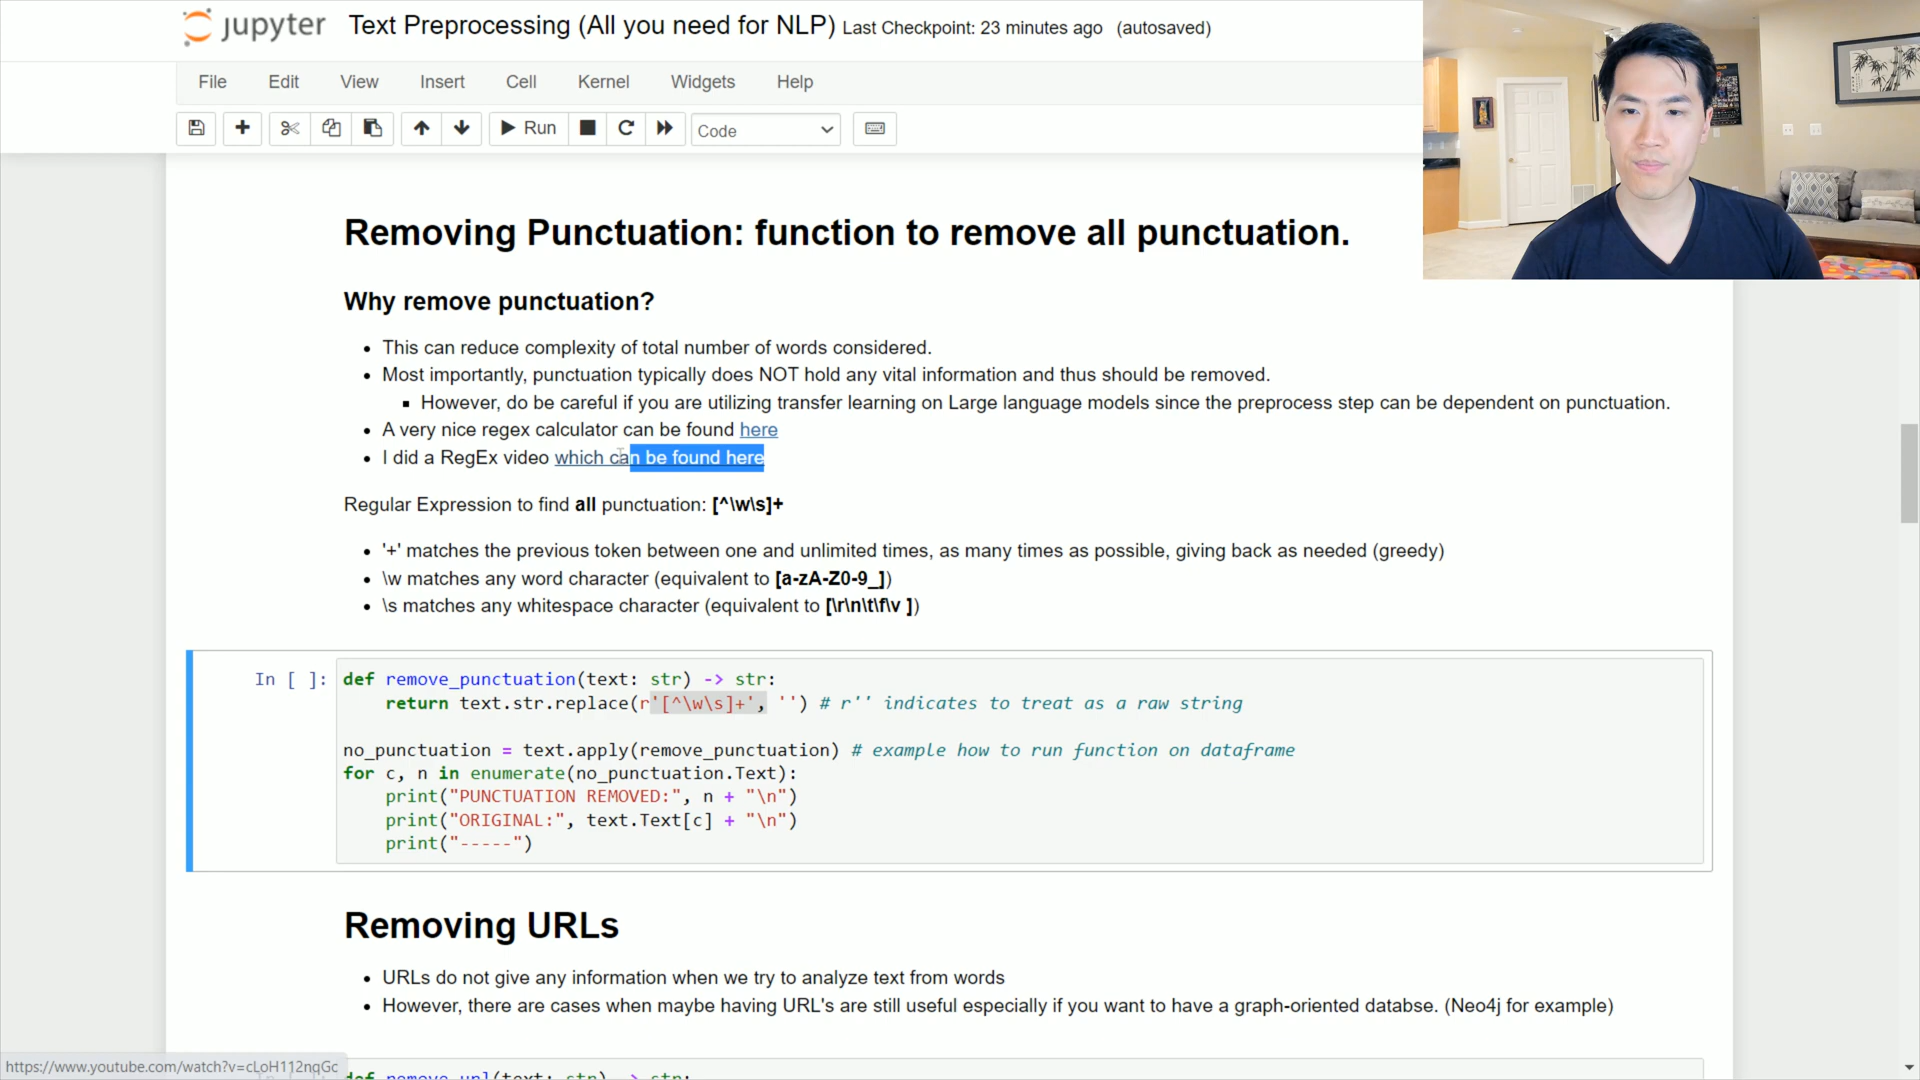 jupyter Text Preprocessing (All you need for NLP) Last Checkpoint: 23 minutes ago (autosaved)
File Edit View Insert Cell Kernel Widgets Help
Run Code
Removing Punctuation: function to remove all punctuation.
Why remove punctuation?
This can reduce complexity of total number of words considered.
Most importantly, punctuation typically does NOT hold any vital information and thus should be removed.
However, do be careful if you are utilizing transfer learning on Large language models since the preprocess step can be dependent on punctuation.
A very nice regex calculator can be found here
I did a RegEx video which can be found here
Regular Expression to find all punctuation: [^\w\s]+
'+' matches the previous token between one and unlimited times, as many times as possible, giving back as needed (greedy)
\w matches any word character (equivalent to [a-zA-Z0-9_])
\s matches any whitespace character (equivalent to [\r\n\t\f\v ])
In [ ]: def remove_punctuation(text: str) -> str:
return text.str.replace(r'[^\w\s]+', '') # r'' indicates to treat as a raw string
no_punctuation = text.apply(remove_punctuation) # example how to run function on dataframe
for c, n in enumerate(no_punctuation.Text):
print("PUNCTUATION REMOVED:", n + "\n")
print("ORIGINAL:", text.Text[c] + "\n")
print("-----")
Removing URLs
URLs do not give any information when we try to analyze text from words
However, there are cases when maybe having URL's are still useful especially if you want to have a graph-oriented databse. (Neo4j for example)
https://www.youtube.com/watch?v=cLoH112nqGc
def remove_url(text: str) -> str: